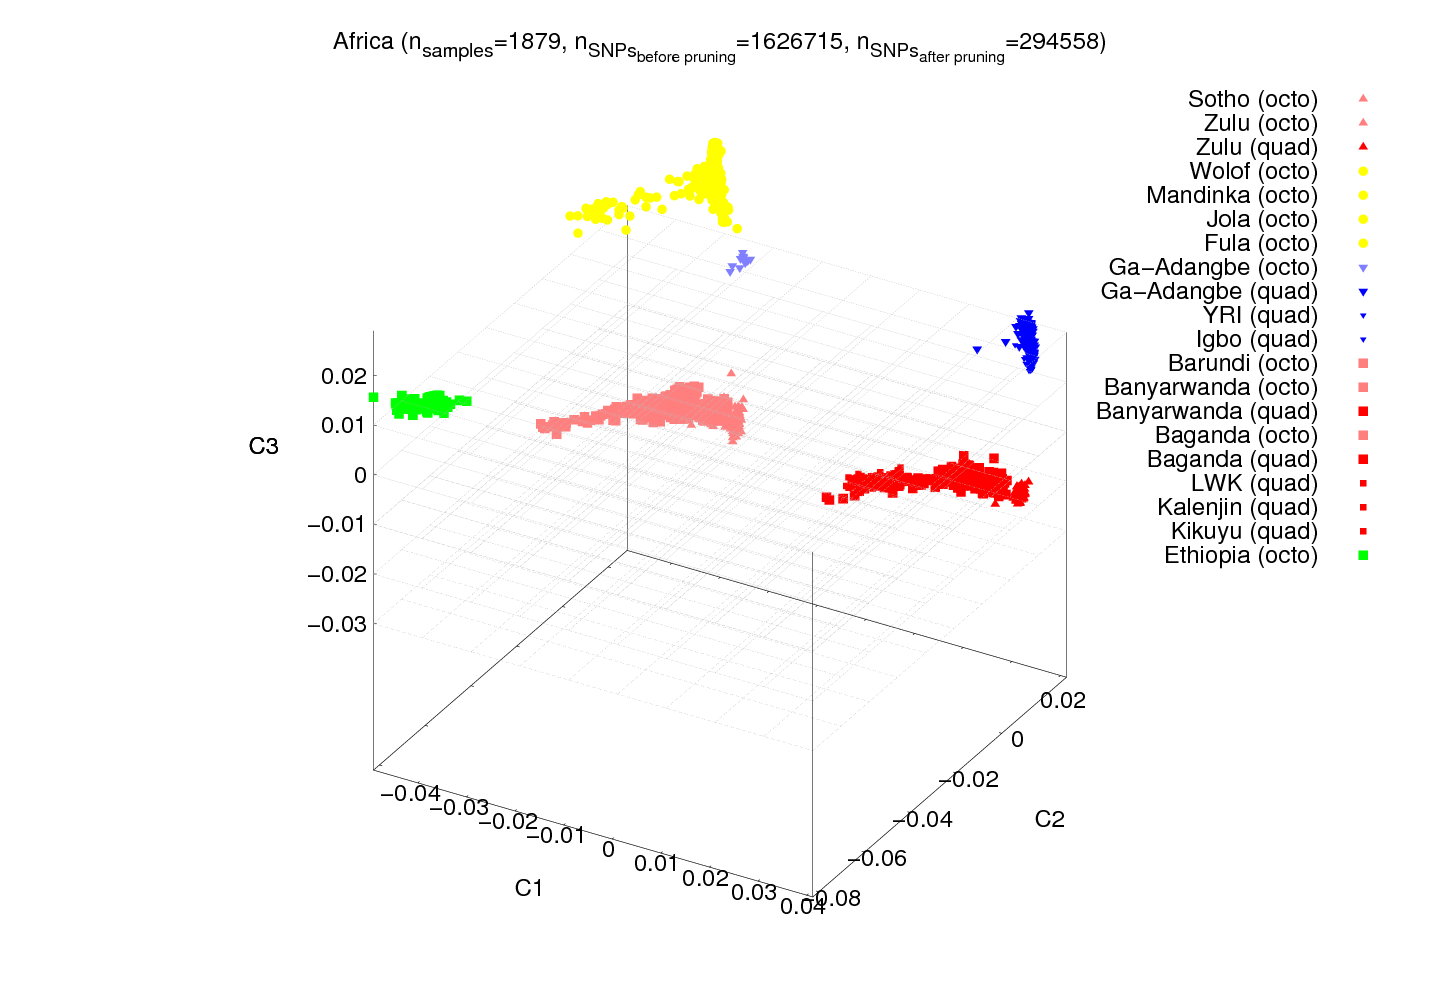 Africa (nsamples=1879, nSNPsbefore pruning=1626715, nSNPsafter pruning=294558)
Sotho (octo)
Zulu (octo)
Zulu (quad)
Wolof (octo)
Mandinka (octo)
Jola (octo)
Fula (octo)
Ga−Adangbe (octo)
Ga−Adangbe (quad)
YRI (quad)
Igbo (quad)
Barundi (octo)
Banyarwanda (octo)
Banyarwanda (quad)
Baganda (octo)
Baganda (quad)
LWK (quad)
Kalenjin (quad)
Kikuyu (quad)
Ethiopia (octo)
0.02
0.01
0
−0.01
−0.02
−0.03
C3
−0.04
−0.03
−0.02
−0.01
0
0.01
0.02
0.03
0.04
C1
0.02
0
−0.02
−0.04
−0.06
−0.08
C2